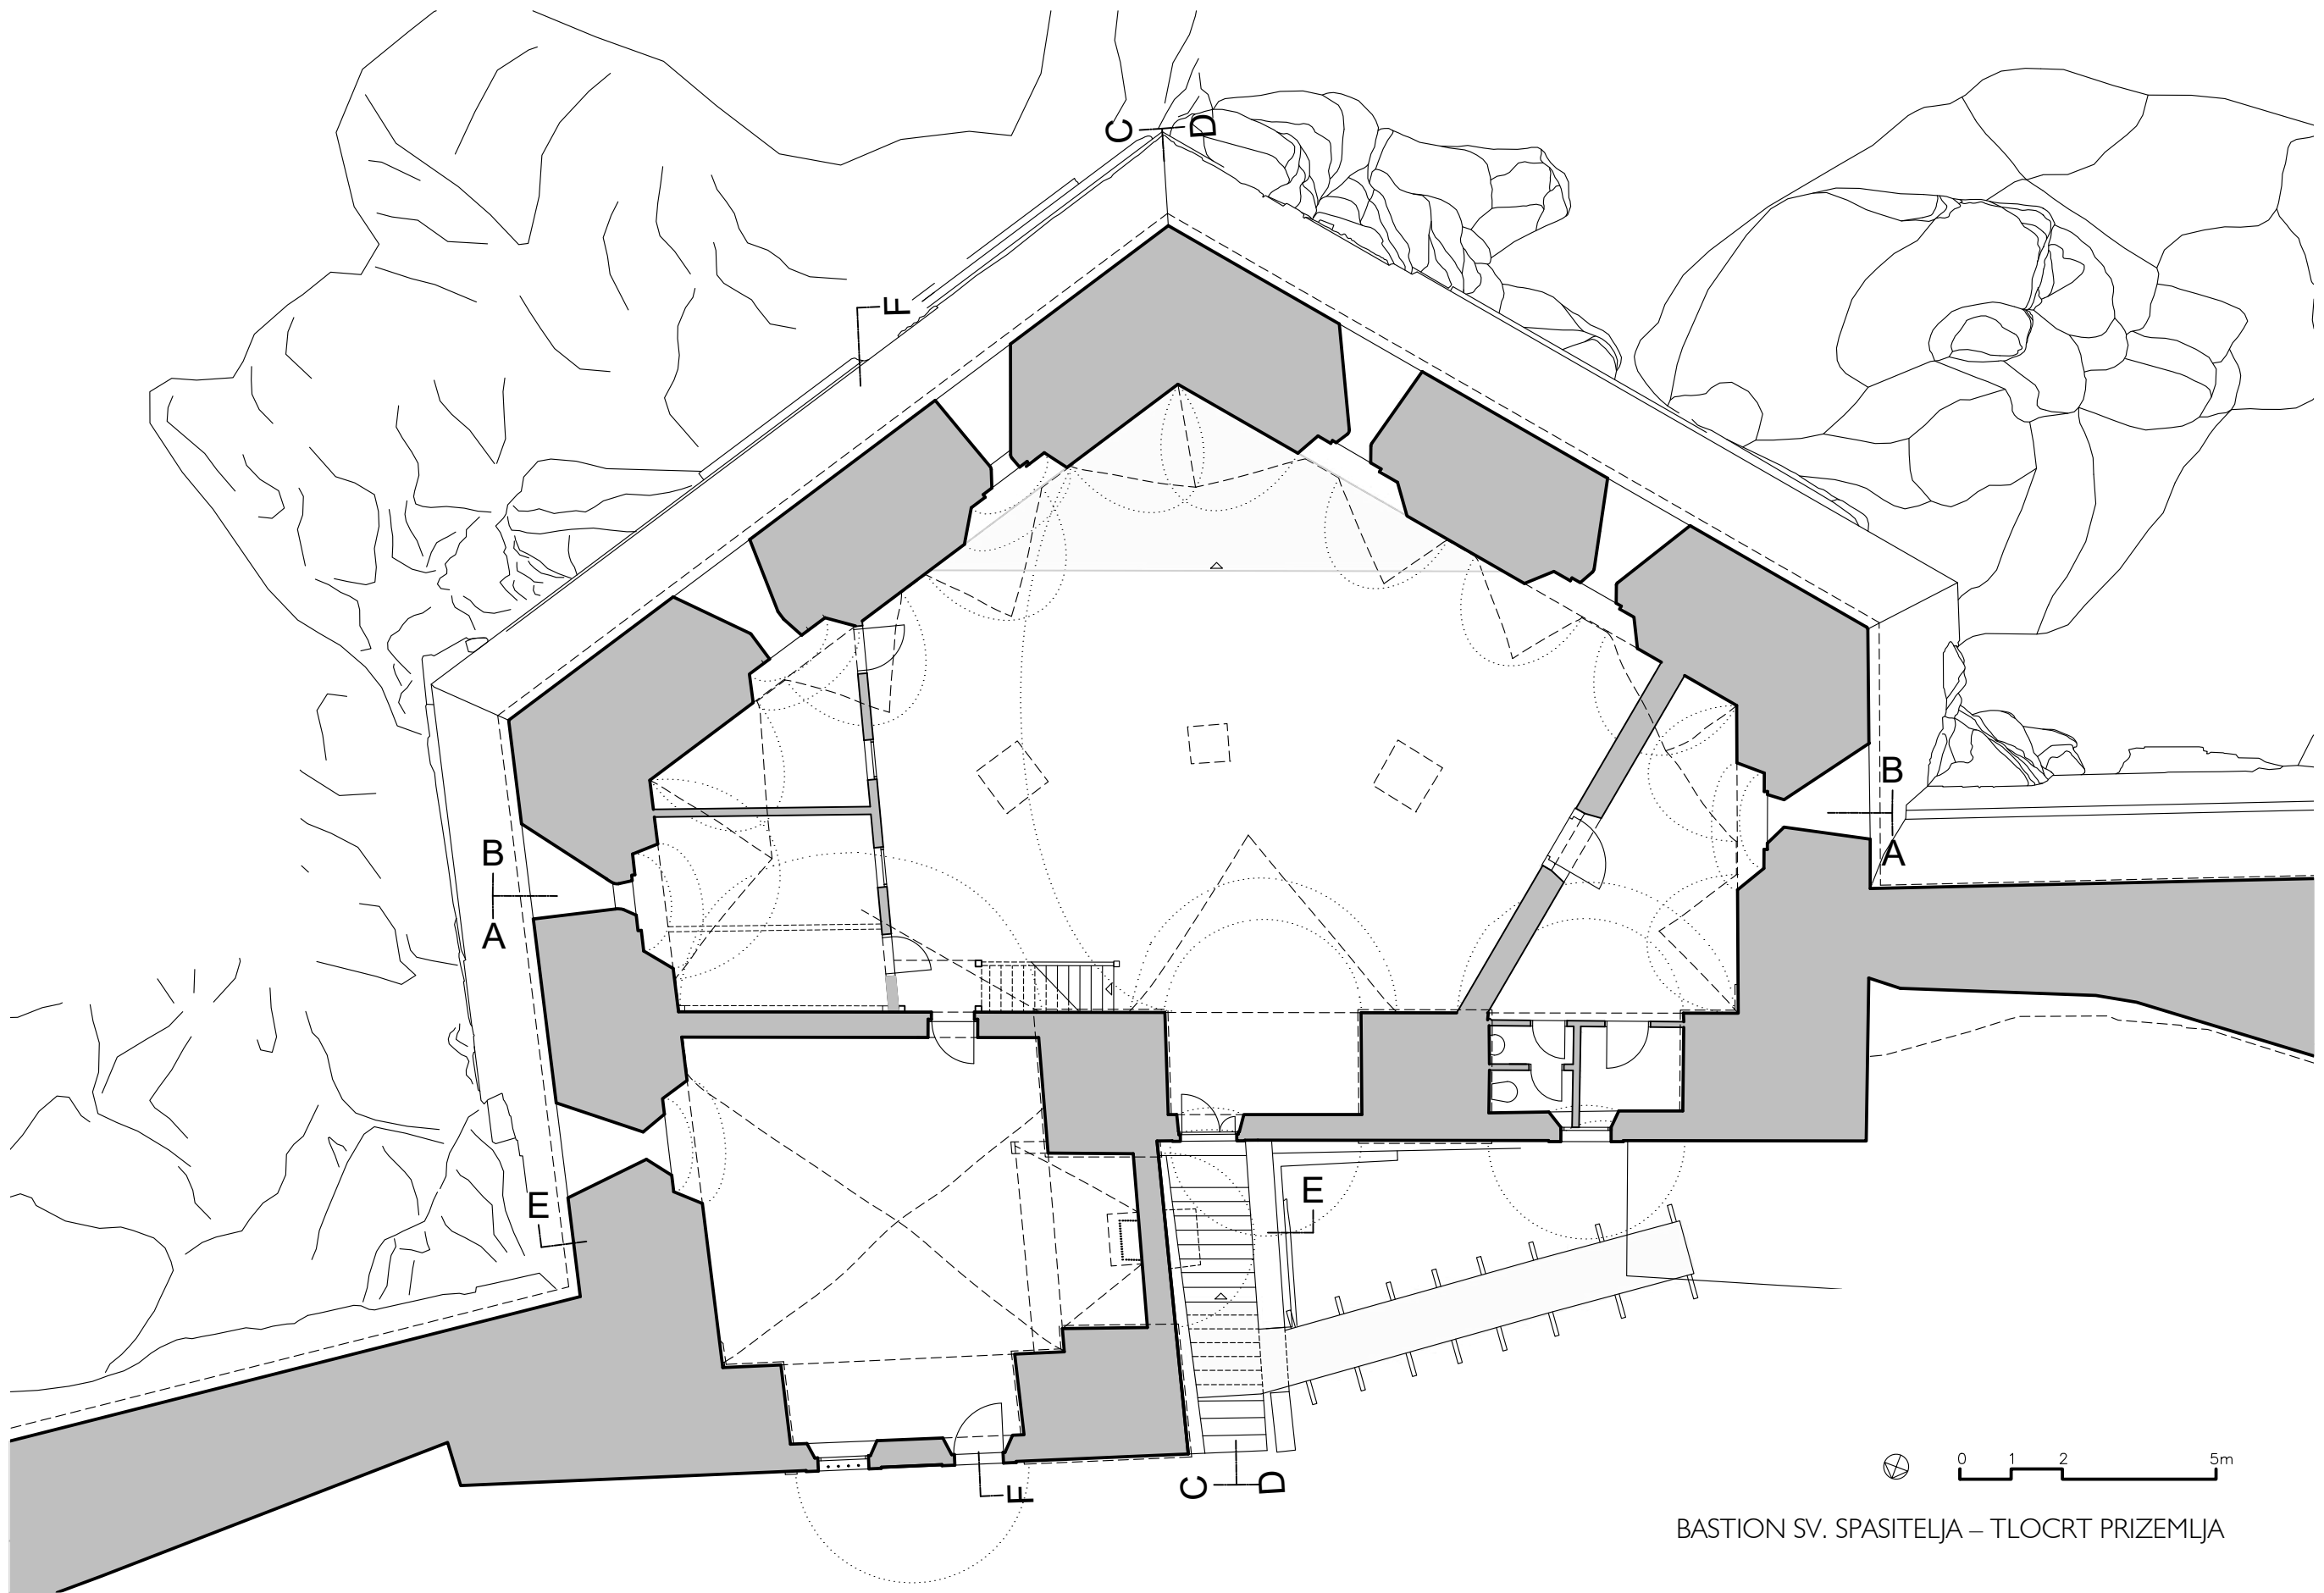 C D
F
B
B
A
A
E
E
F
C D
0 1 2 5m
BASTION SV. SPASITELJA – TLOCRT PRIZEMLJA